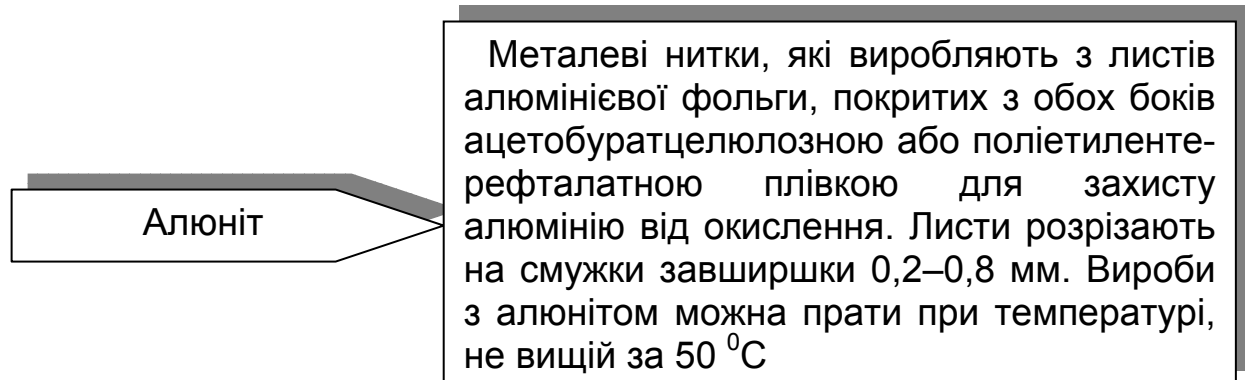 Алюніт
Металеві нитки, які виробляють з листів
алюмінієвої фольги, покритих з обох боків
ацетобуратцелюлозною або поліетиленте-
рефталатною плівкою для захисту
алюмінію від окислення. Листи розрізають
на смужки завширшки 0,2–0,8 мм. Вироби
з алюнітом можна прати при температурі,
не вищій за 50 ⁰С